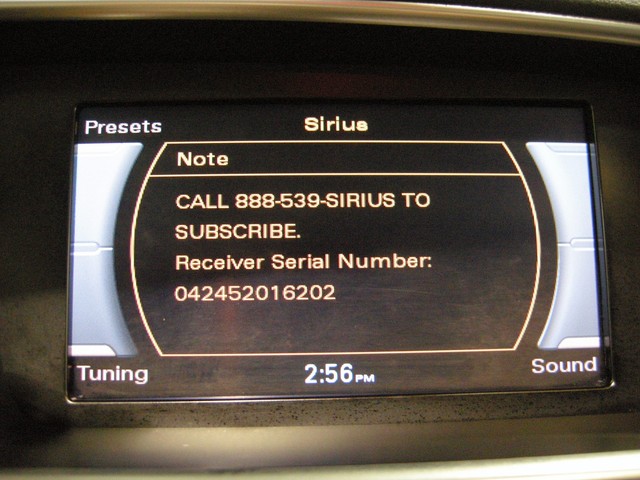 Presets
Sirius
Note
CALL 888-539-SIRIUS TO
SUBSCRIBE.
Receiver Serial Number:
042452016202
Tuning
2:56PM
Sound